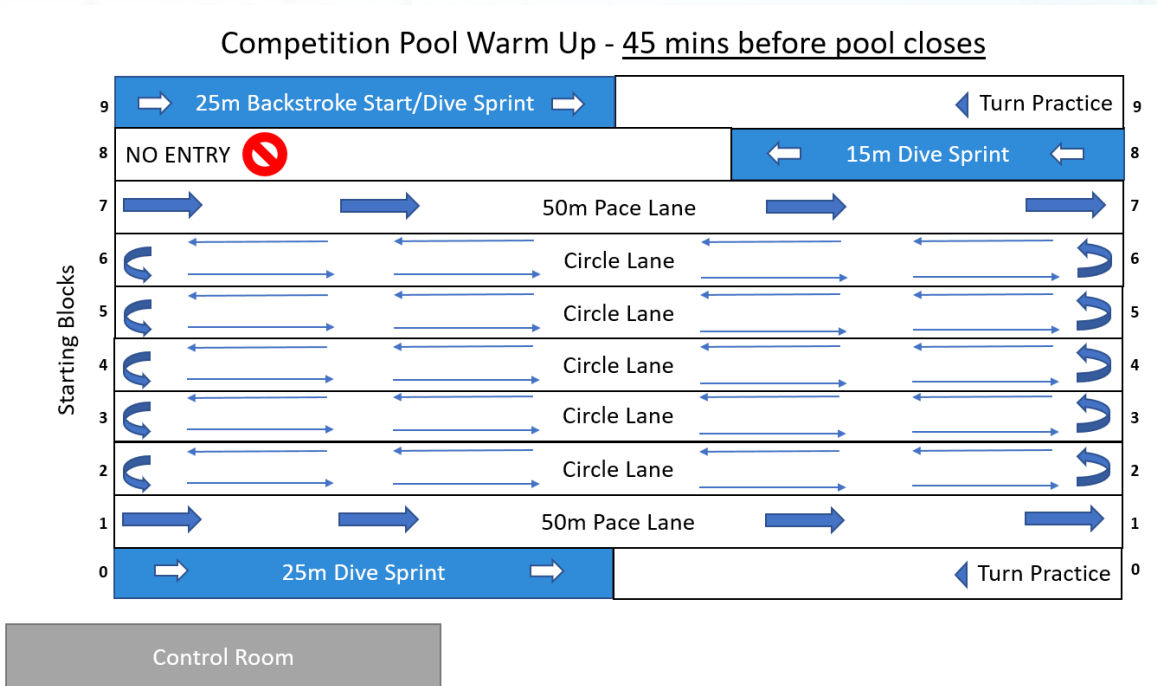 Competition Pool Warm Up - 45 mins before pool closes
9 25m Backstroke Start/Dive Sprint Turn Practice 9
8 NO ENTRY 15m Dive Sprint 8
7 50m Pace Lane 7
6 Circle Lane 6
Starting Blocks
5 Circle Lane 5
4 Circle Lane 4
3 Circle Lane 3
2 Circle Lane 2
1 50m Pace Lane 1
0 25m Dive Sprint Turn Practice 0
Control Room